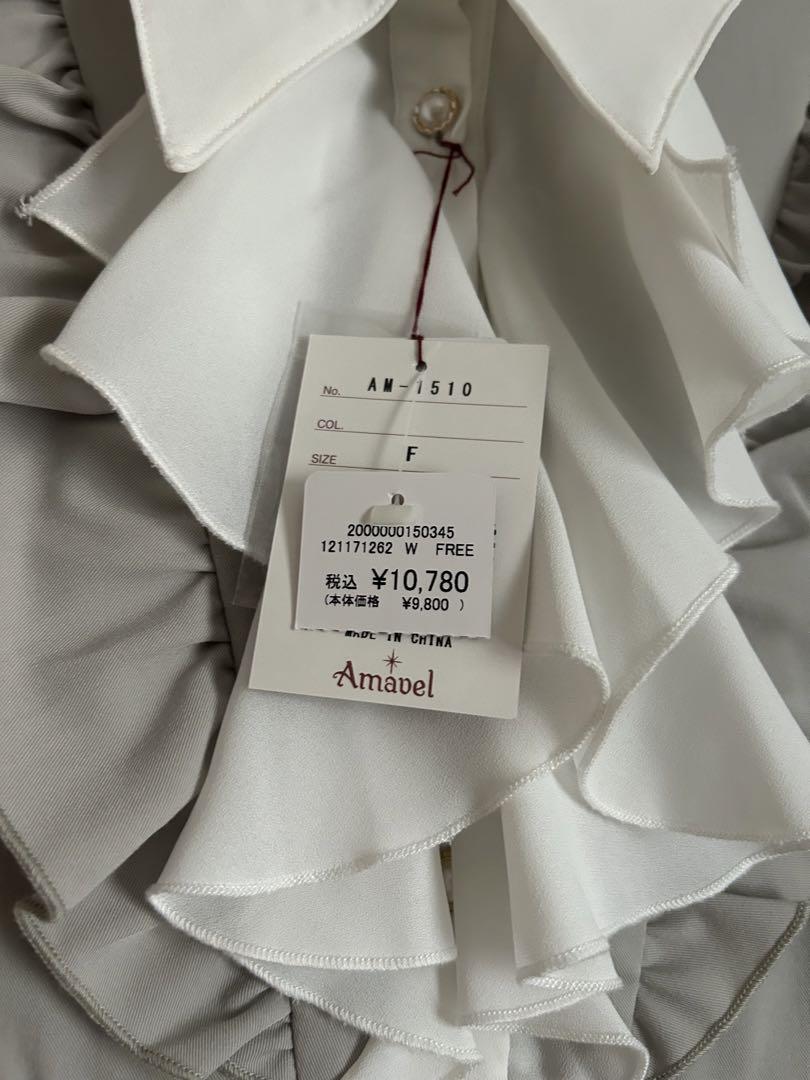 No. AM-1510
COL.
SIZE F
2000000150345
121171262 W FREE
税込 ¥10,780
(本体価格 ¥9,800 )
MADE IN CHINA
Amavel